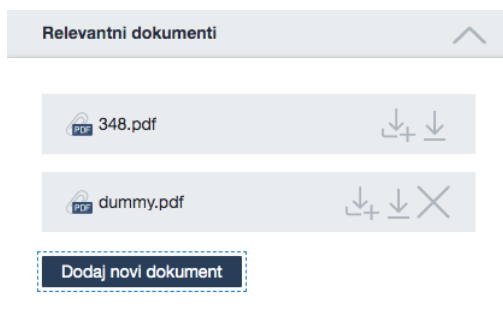 Relevantni dokumenti
PDF 348.pdf
PDF dummy.pdf
Dodaj novi dokument